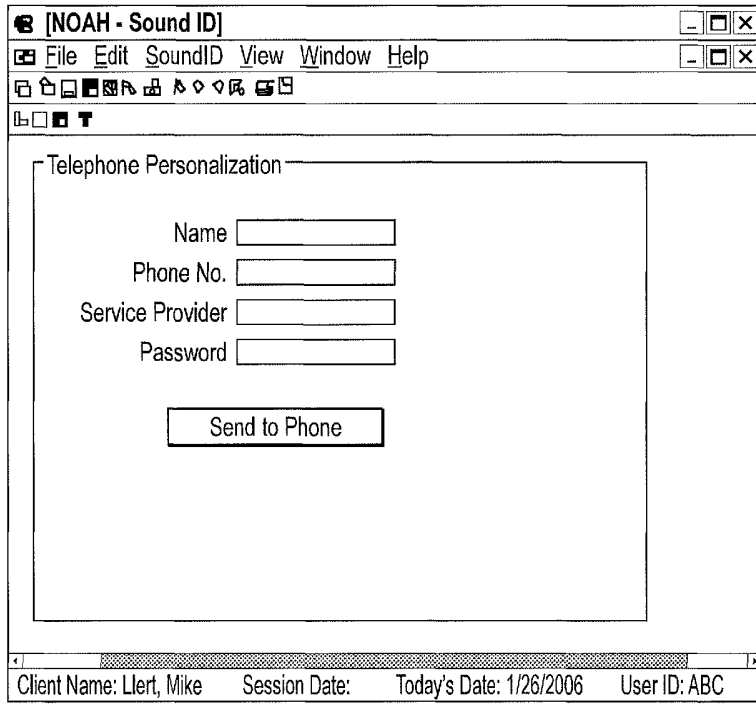 [NOAH - Sound ID]
File Edit SoundID View Window Help
Telephone Personalization
Name
Phone No.
Service Provider
Password
Send to Phone
Client Name: Llert, Mike Session Date: Today's Date: 1/26/2006 User ID: ABC